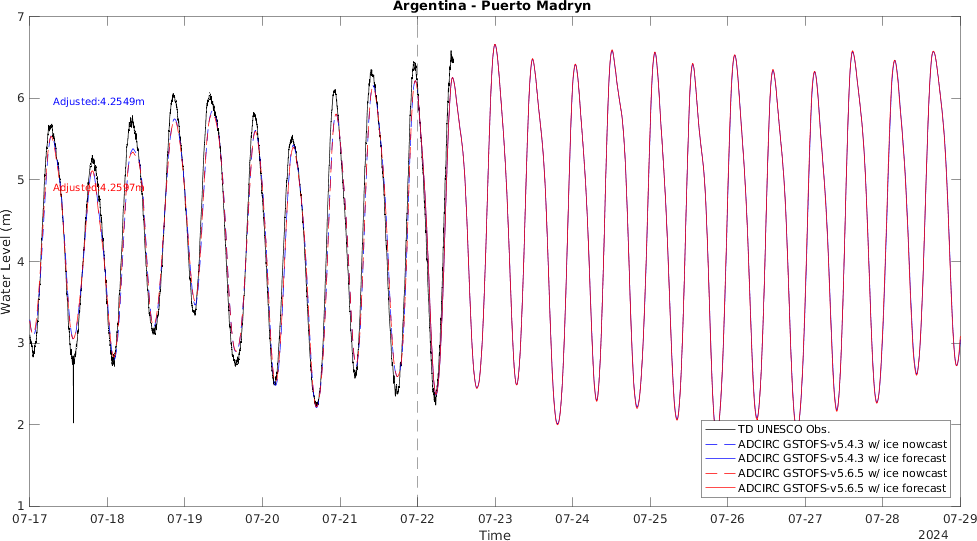 Argentina - Puerto Madryn
7
6
5
4
3
2
1
Water Level (m)
Adjusted:4.2549m
Adjusted:4.2597m
TD UNESCO Obs.
ADCIRC GSTOFS-v5.4.3 w/ ice nowcast
ADCIRC GSTOFS-v5.4.3 w/ ice forecast
ADCIRC GSTOFS-v5.6.5 w/ ice nowcast
ADCIRC GSTOFS-v5.6.5 w/ ice forecast
07-17 07-18 07-19 07-20 07-21 07-22 07-23 07-24 07-25 07-26 07-27 07-28 07-29
Time
2024